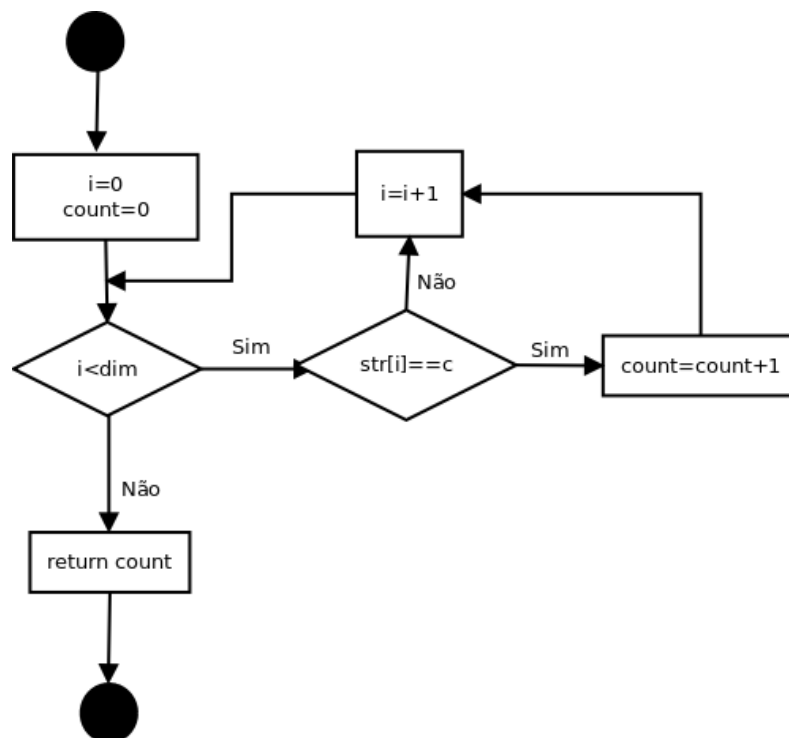 i=0
count=0
i=i+1
Não
i<dim
Sim
str[i]==c
Sim
count=count+1
Não
return count